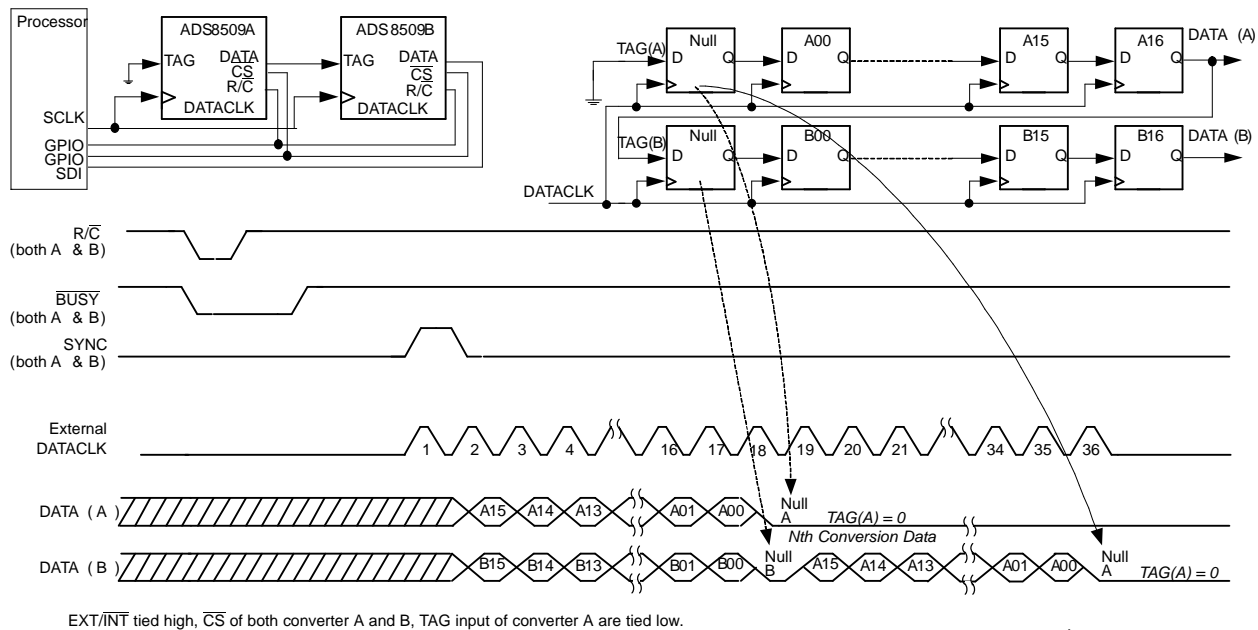 Processor
ADS8509A
TAG
DATA
CS
R/C
DATACLK
ADS8509B
TAG
DATA
CS
R/C
DATACLK
SCLK
GPIO
GPIO
SDI
TAG(A)
Null
D Q
A00
D Q
A15
D Q
A16
D Q
DATA (A)
TAG(B)
Null
D Q
B00
D Q
B15
D Q
B16
D Q
DATA (B)
DATACLK
R/C
(both A & B)
BUSY
(both A & B)
SYNC
(both A & B)
External
DATACLK
1 2 3 4 16 17 18 19 20 21 34 35 36
DATA (A)
A15 A14 A13 A01 A00
Null
A
TAG(A) = 0
Nth Conversion Data
DATA (B)
B15 B14 B13 B01 B00
Null
B
A15 A14 A13 A01 A00
Null
A
TAG(A) = 0
EXT/INT tied high, CS of both converter A and B, TAG input of converter A are tied low.